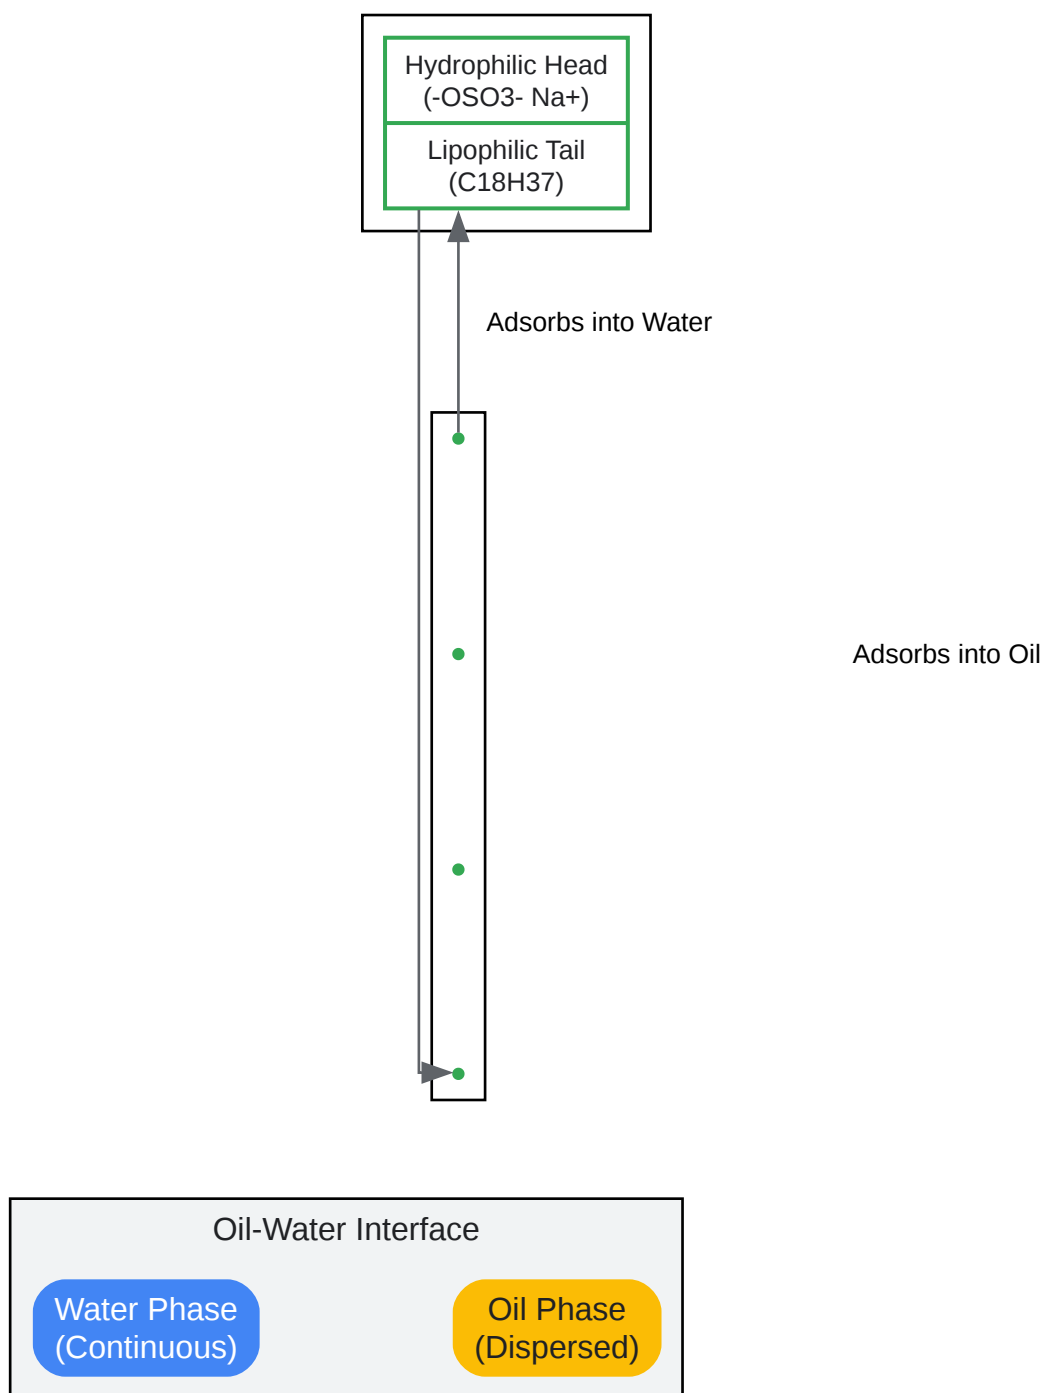 Hydrophilic Head
(-OSO3- Na+)
Lipophilic Tail
(C18H37)
Adsorbs into Water
Adsorbs into Oil
Oil-Water Interface
Water Phase
(Continuous)
Oil Phase
(Dispersed)